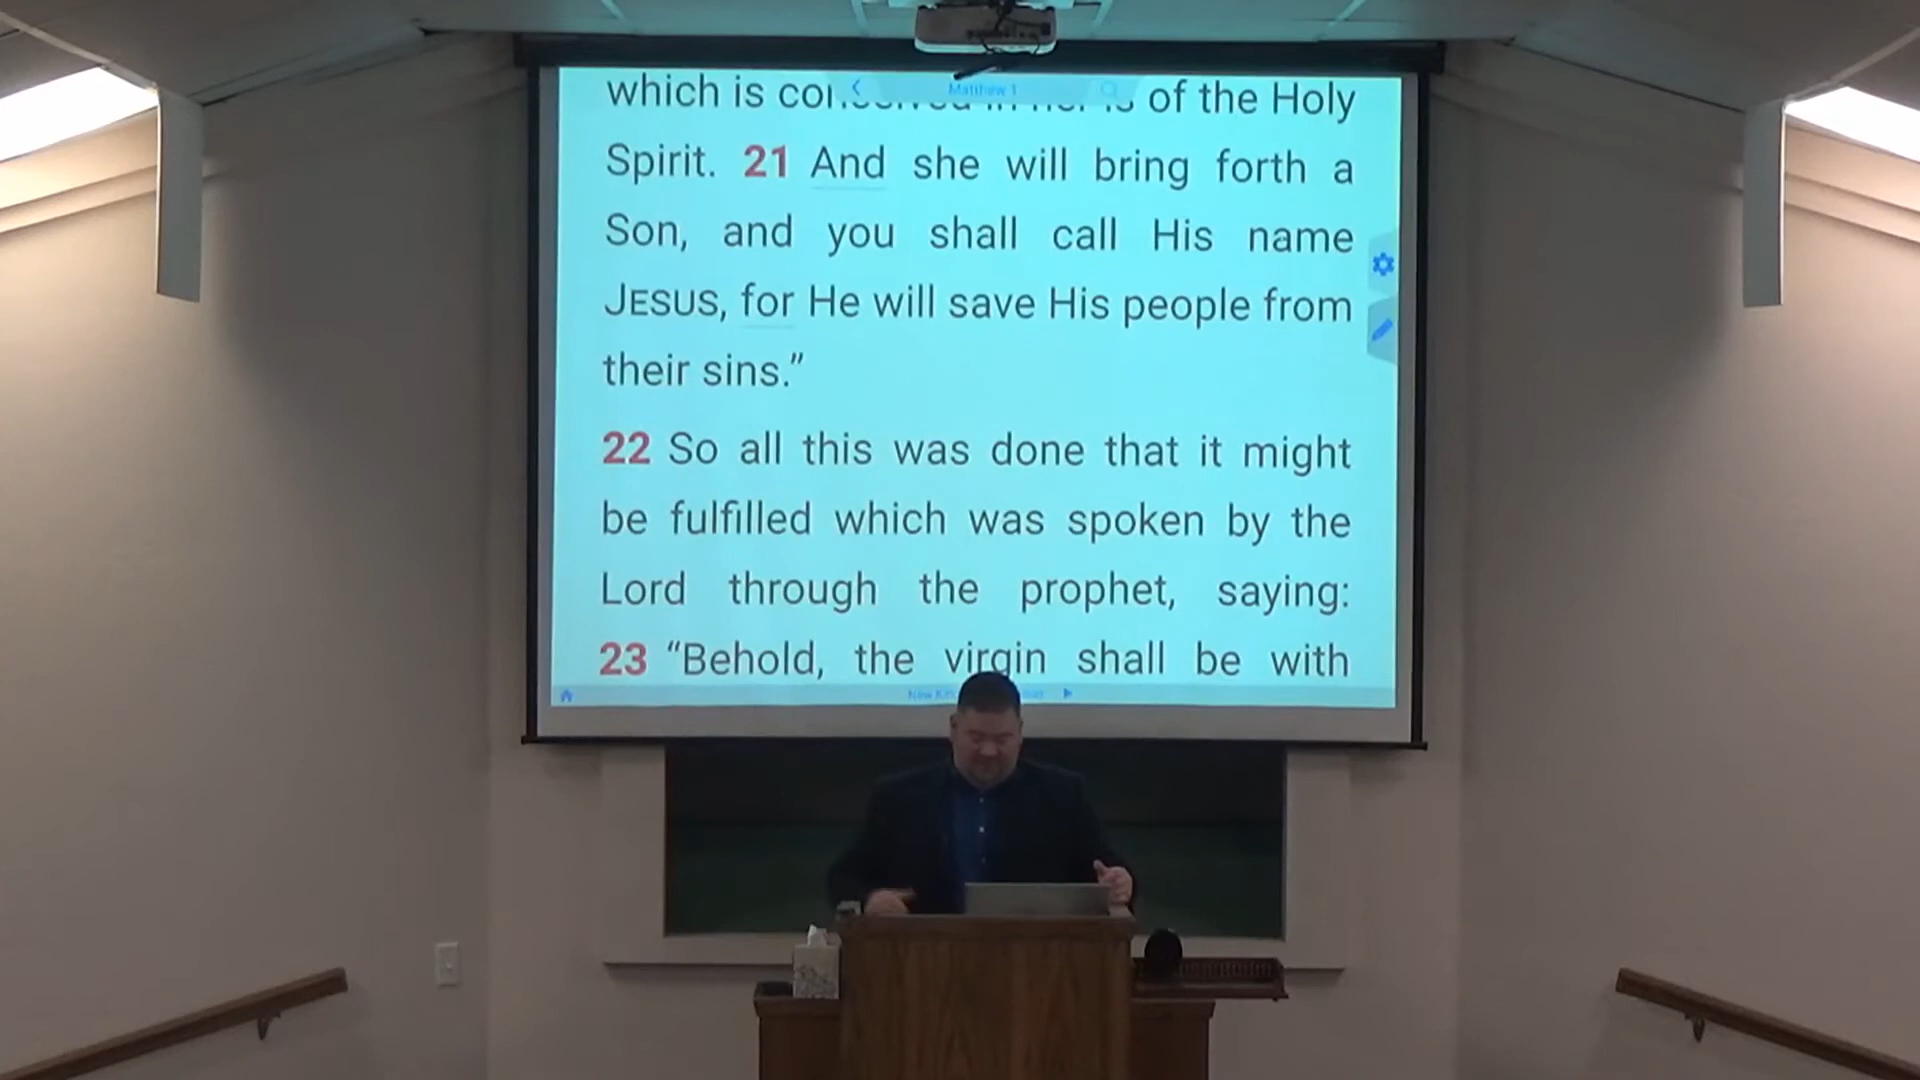 which is of the Holy
Matthew 1
Spirit. 21 And she will bring forth a
Son, and you shall call His name
JESUS, for He will save His people from
their sins.”
22 So all this was done that it might
be fulfilled which was spoken by the
Lord through the prophet, saying:
23 “Behold, the virgin shall be with
New